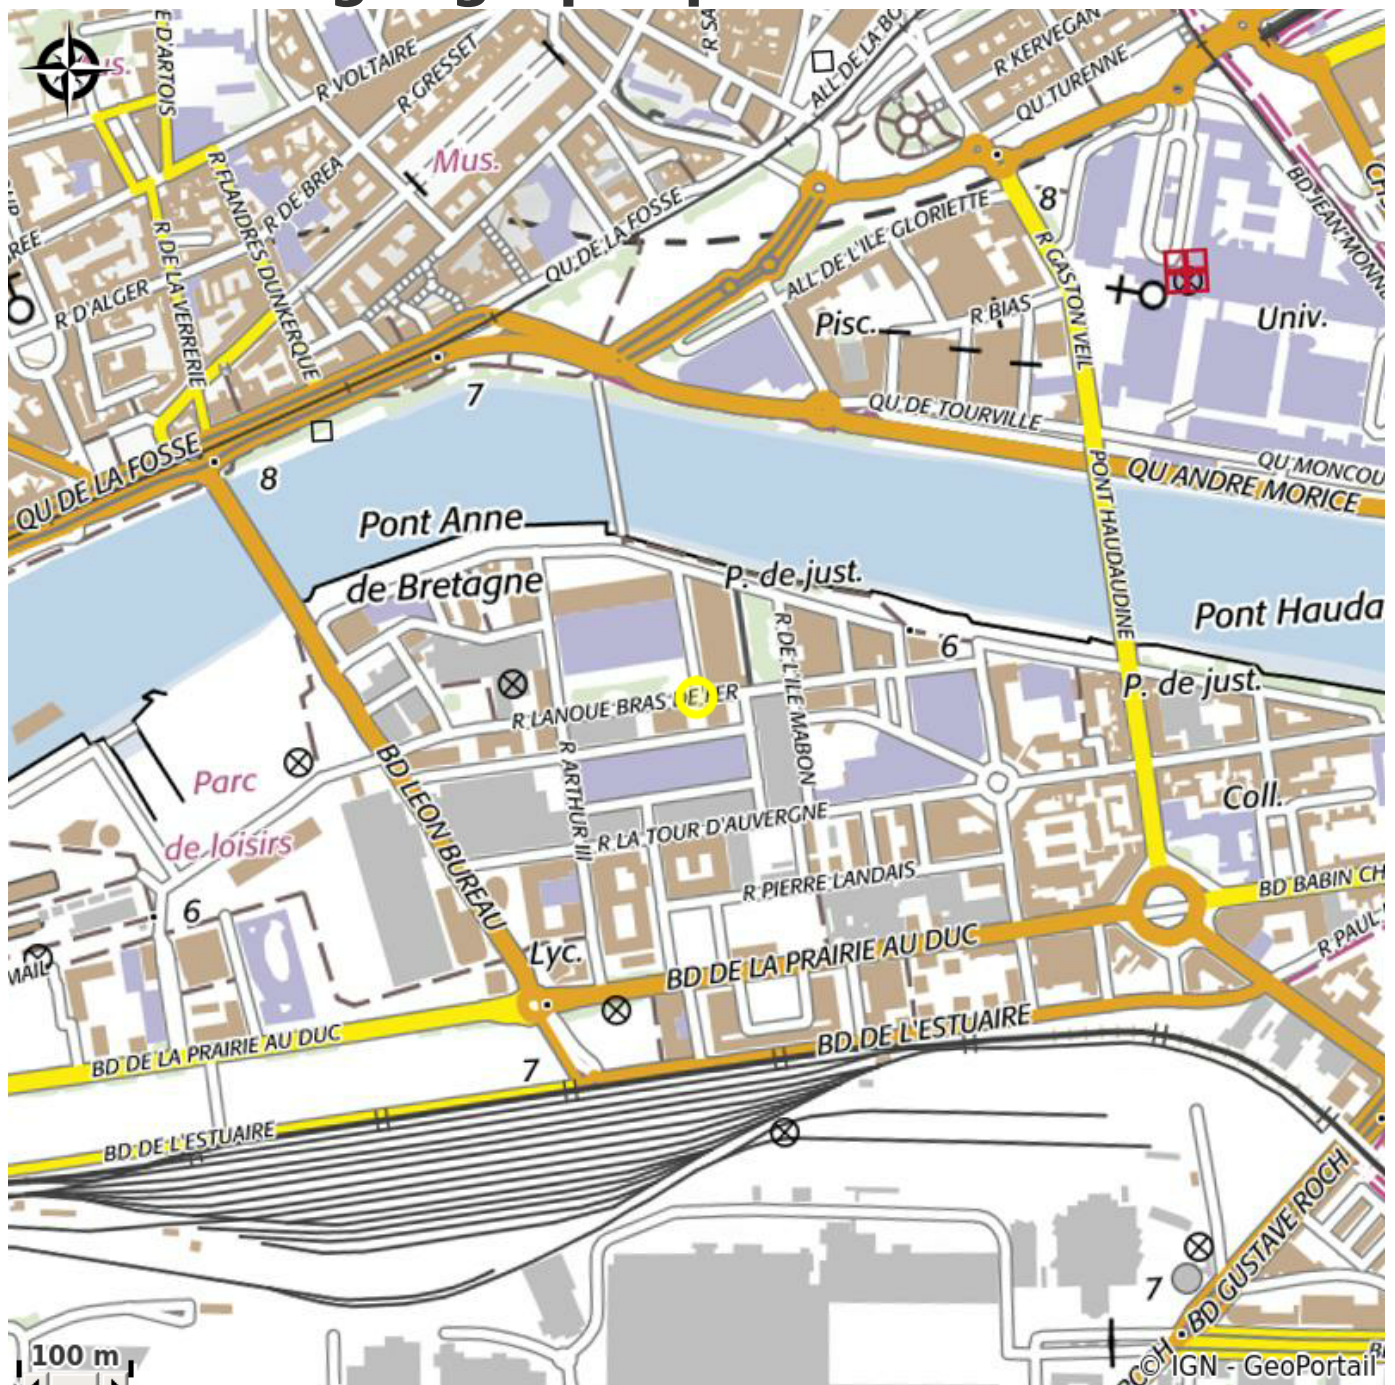 E D'ARTOIS
us.
R VOLTAIRE
R GRESSET
ALL DE LA BO
R KERVEGAN
QU TURENNE
Mus.
R FLANDRES DUNKERQUE
R DE BREA
R DE LA VERRERIE
QU DE LA FOSSE
ALL DE L'ILE GLORIETTE
8
R GASTON VEIL
BD JEAN MONN
R D'ALGER
Pisc.
R BIAS
Univ.
7
QU DE TOURVILLE
QU MONCOU
QU ANDRE MORICE
QU DE LA FOSSE
8
PONT HAUDAUDINE
Pont Anne
de Bretagne
P. de just.
Pont Hauda
6
R DE L'ILE MABON
P. de just.
R LANOUE BRAS DE FER
R ARTHUR III
BD LEON BUREAU
Parc
de loisirs
Coll.
R LA TOUR D'AUVERGNE
R PIERRE LANDAIS
BD BABIN CH
6
R PAUL
MAIL
Lyc.
BD DE LA PRAIRIE AU DUC
BD DE LA PRAIRIE AU DUC
BD DE L'ESTUAIRE
7
BD DE L'ESTUAIRE
BD GUSTAVE ROCH
7
100 m
© IGN - GeoPortail